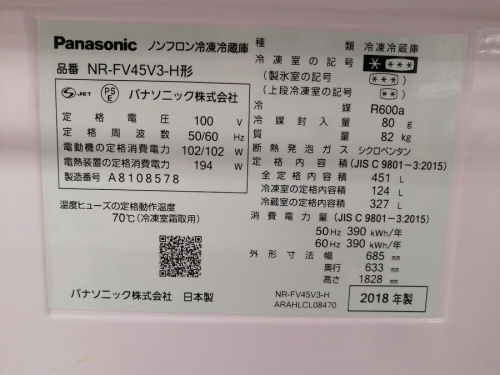 Panasonic ノンフロン冷凍冷蔵庫
品番 NR-FV45V3-H形
S JET PSE パナソニック株式会社
定格電圧 100 V
定格周波数 50/60 Hz
電動機の定格消費電力 102/102 W
電熱装置の定格消費電力 194 W
製造番号 A8108578
温度ヒューズの定格動作温度
70℃(冷凍室霜取用)
パナソニック株式会社 日本製
種類 冷凍冷蔵庫
冷凍室の記号 * ***
(製氷室の記号) (***)
(上段冷凍室の記号) (**)
冷媒 R600a
冷媒封入量 80 g
質量 82 kg
断熱発泡ガス シクロペンタン
定格内容積 (JIS C 9801-3:2015)
全定格内容積 451 L
冷凍室の定格内容積 124 L
冷蔵室の定格内容積 327 L
消費電力量 (JIS C 9801-3:2015)
50Hz 390 kWh/年
60Hz 390 kWh/年
外形寸法 幅 685 mm
奥行 633 mm
高さ 1828 mm
NR-FV45V3-H
ARAHLCL08470
2018年製